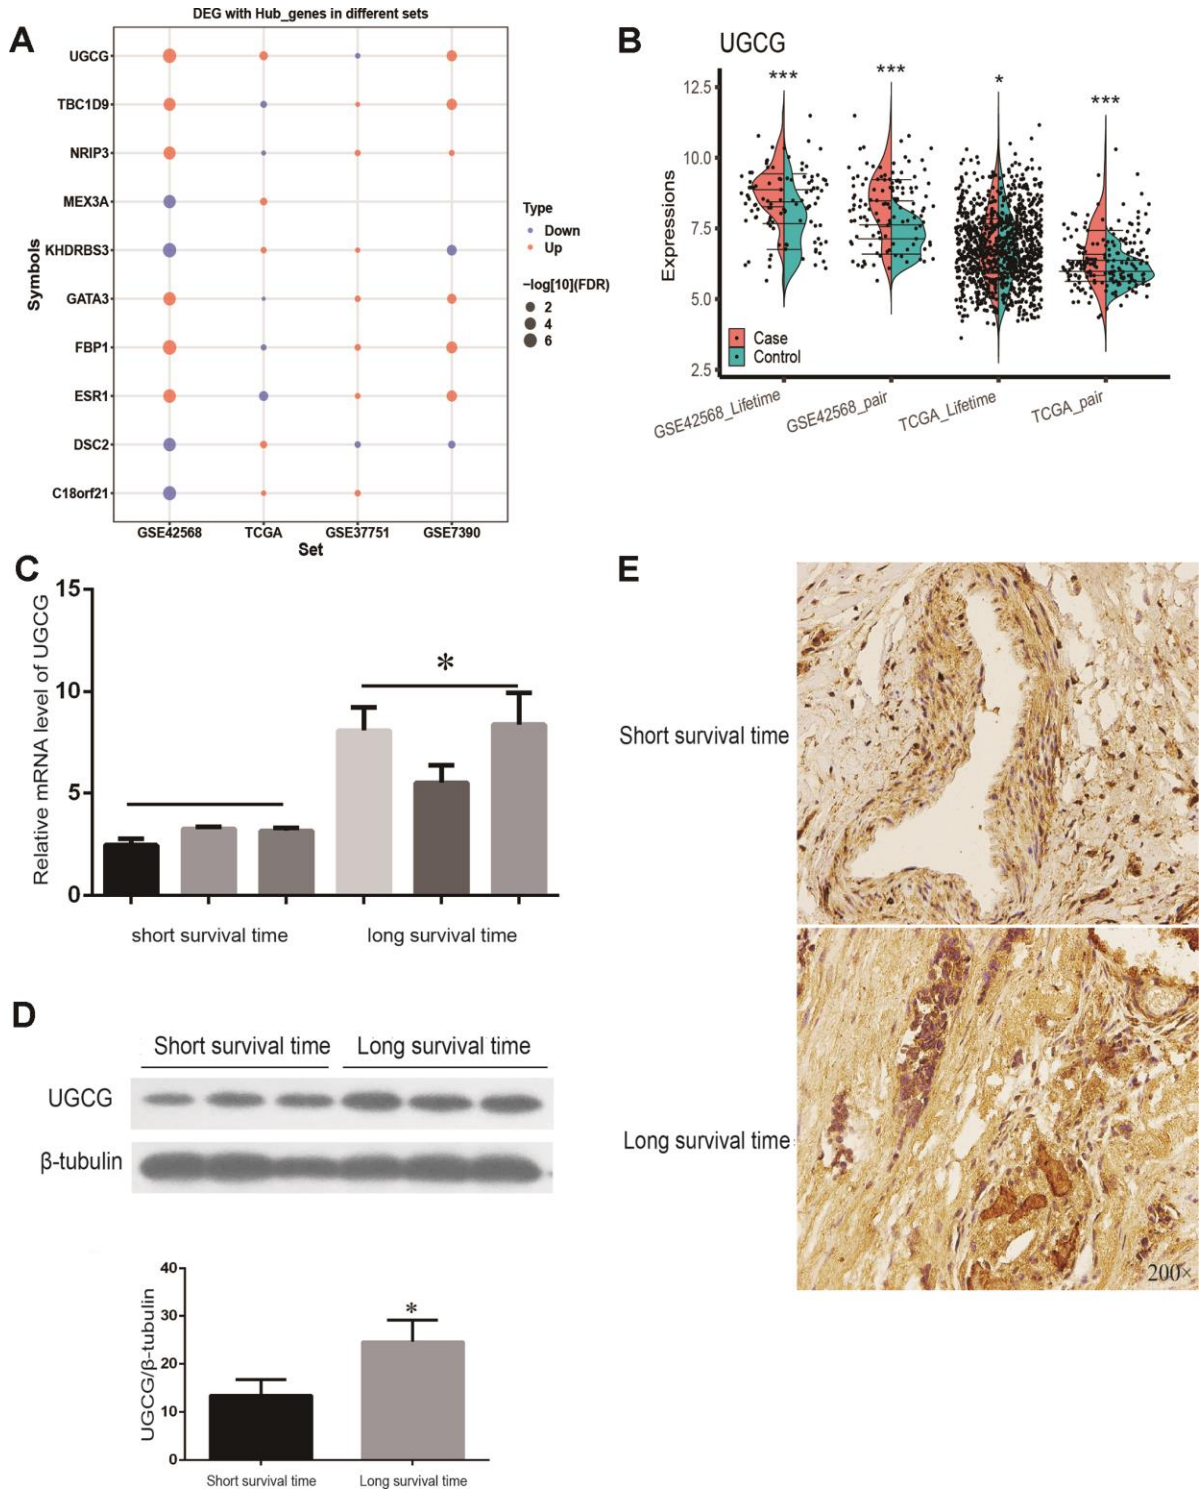 A
DEG with Hub_genes in different sets
Symbols
UGCG
TBC1D9
NRIP3
MEX3A
KHDRBS3
GATA3
FBP1
ESR1
DSC2
C18orf21
GSE42568 TCGA GSE37751 GSE7390
Set
Type
Down
Up
−log[10](FDR)
2
4
6
B
UGCG
*** *** * ***
Expressions
12.5
10.0
7.5
5.0
2.5
Case
Control
GSE42568_Lifetime GSE42568_pair TCGA_Lifetime TCGA_pair
C
Relative mRNA level of UGCG
15
10
5
0
*
short survival time long survival time
D
Short survival time Long survival time
UGCG
β-tubulin
UGCG/β-tubulin
40
30
20
10
0
*
Short survival time Long survival time
E
Short survival time
Long survival time
200×